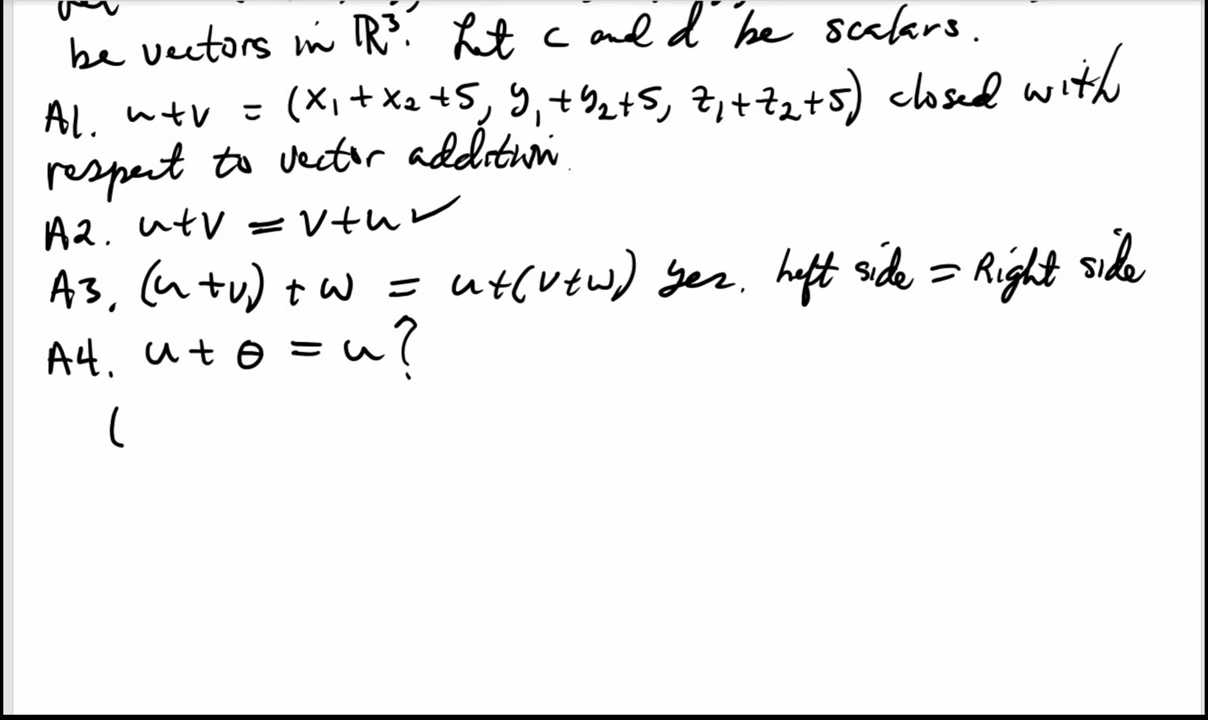 be vectors in ℝ³. Let c and d be scalars.
A1. u+v = (x₁+x₂+5, y₁+y₂+5, z₁+z₂+5) closed with
respect to vector addition.
A2. u+v = v+u ✓
A3. (u+v) + w = u+(v+w) yes. Left side = Right side
A4. u + θ = u?
(